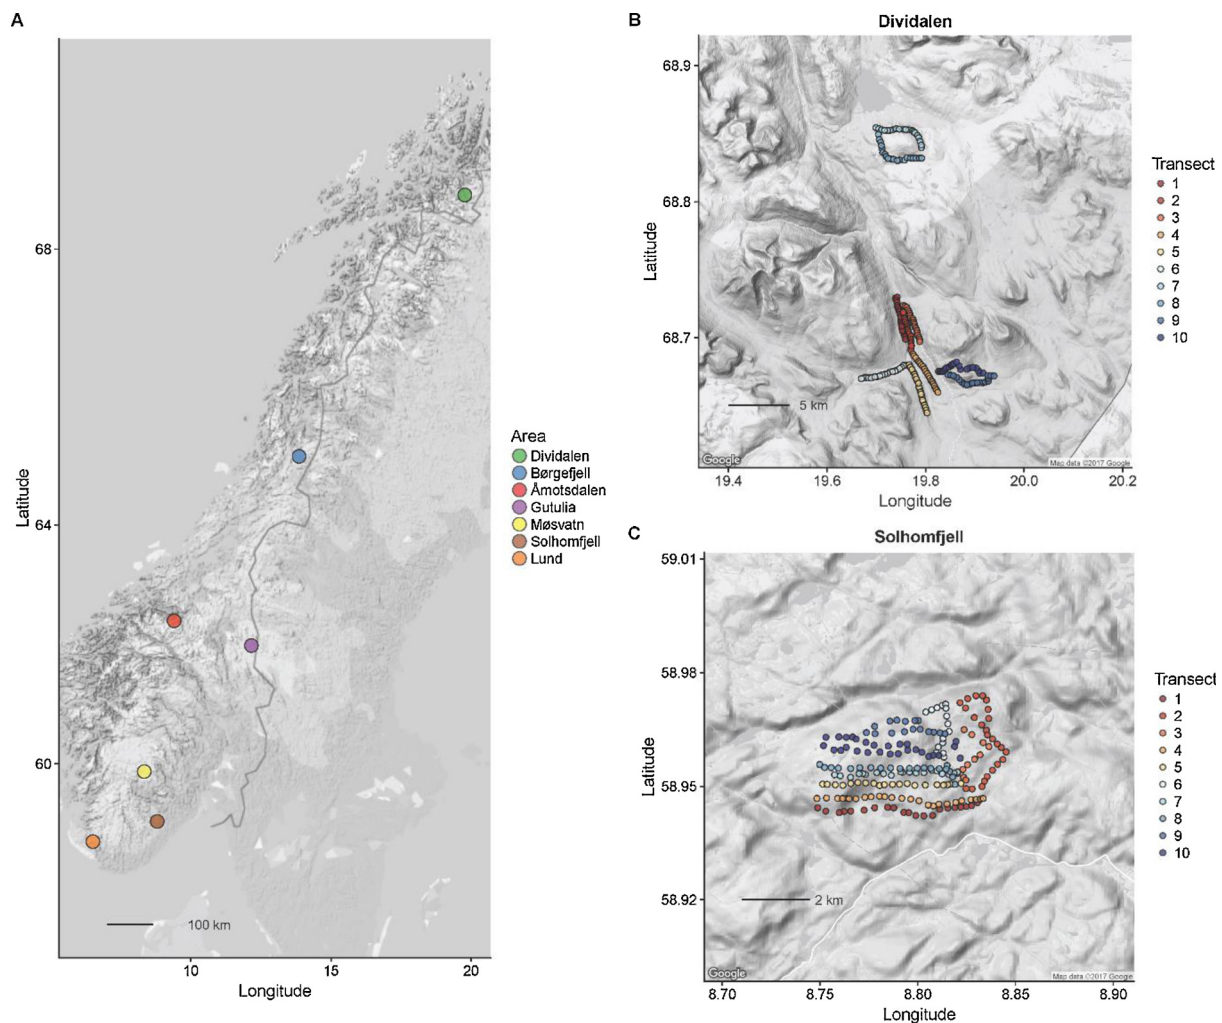 A
68
64
60
Latitude
10
15
20
Longitude
100 km
Area
Dividalen
Børgefjell
Åmotsdalen
Gutulia
Møsvatn
Solhomfjell
Lund
B
Dividalen
68.9
68.8
68.7
Latitude
5 km
Google
Map data ©2017 Google
19.4
19.6
19.8
20.0
20.2
Longitude
Transect
1
2
3
4
5
6
7
8
9
10
C
Solhomfjell
59.01
58.98
58.95
58.92
Latitude
2 km
Google
Map data ©2017 Google
8.70
8.75
8.80
8.85
8.90
Longitude
Transect
1
2
3
4
5
6
7
8
9
10